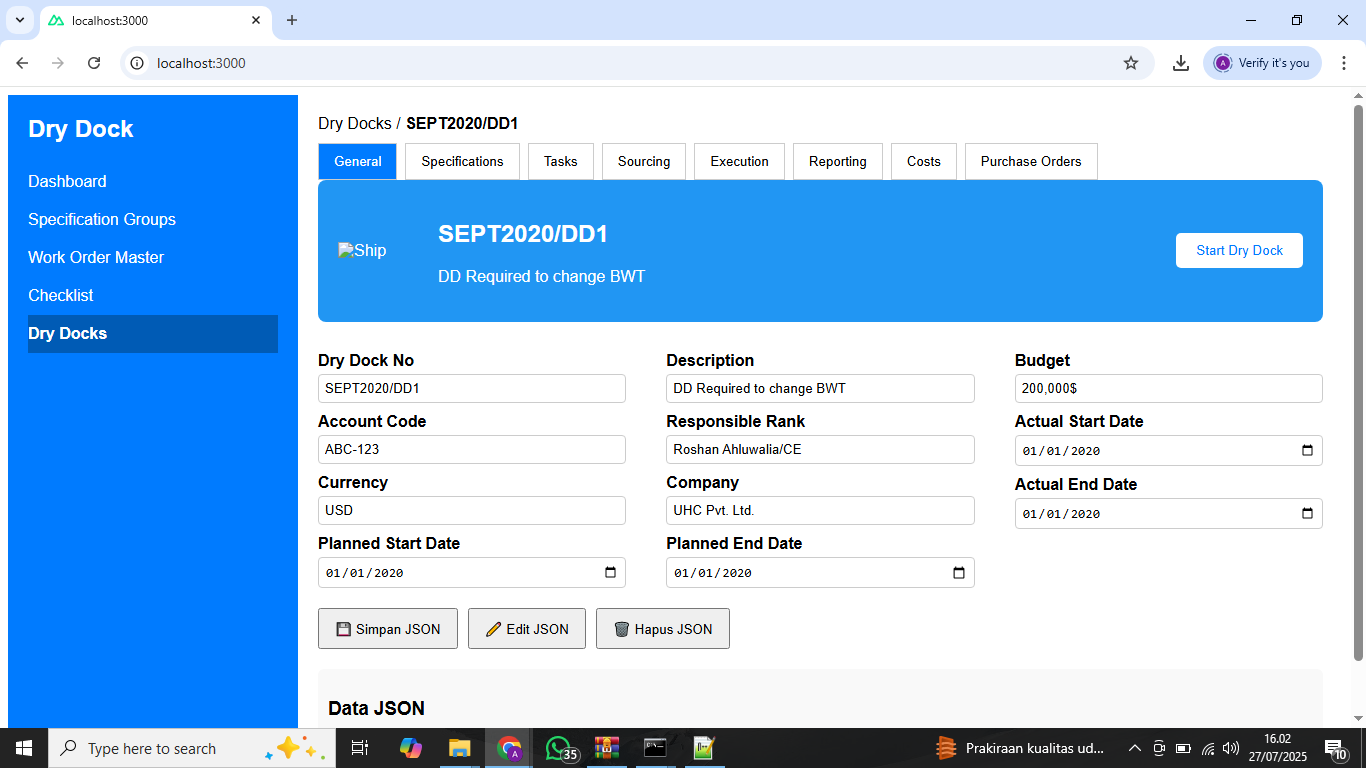 localhost:3000
localhost:3000
Verify it's you
Dry Dock
Dashboard
Specification Groups
Work Order Master
Checklist
Dry Docks
Dry Docks / SEPT2020/DD1
General Specifications Tasks Sourcing Execution Reporting Costs Purchase Orders
Ship
SEPT2020/DD1
DD Required to change BWT
Start Dry Dock
Dry Dock No Description Budget
SEPT2020/DD1 DD Required to change BWT 200,000$
Account Code Responsible Rank Actual Start Date
ABC-123 Roshan Ahluwalia/CE 01/01/2020
Currency Company Actual End Date
USD UHC Pvt. Ltd. 01/01/2020
Planned Start Date Planned End Date
01/01/2020 01/01/2020
Simpan JSON Edit JSON Hapus JSON
Data JSON
Type here to search
35
Prakiraan kualitas ud...
16.02
27/07/2025
10